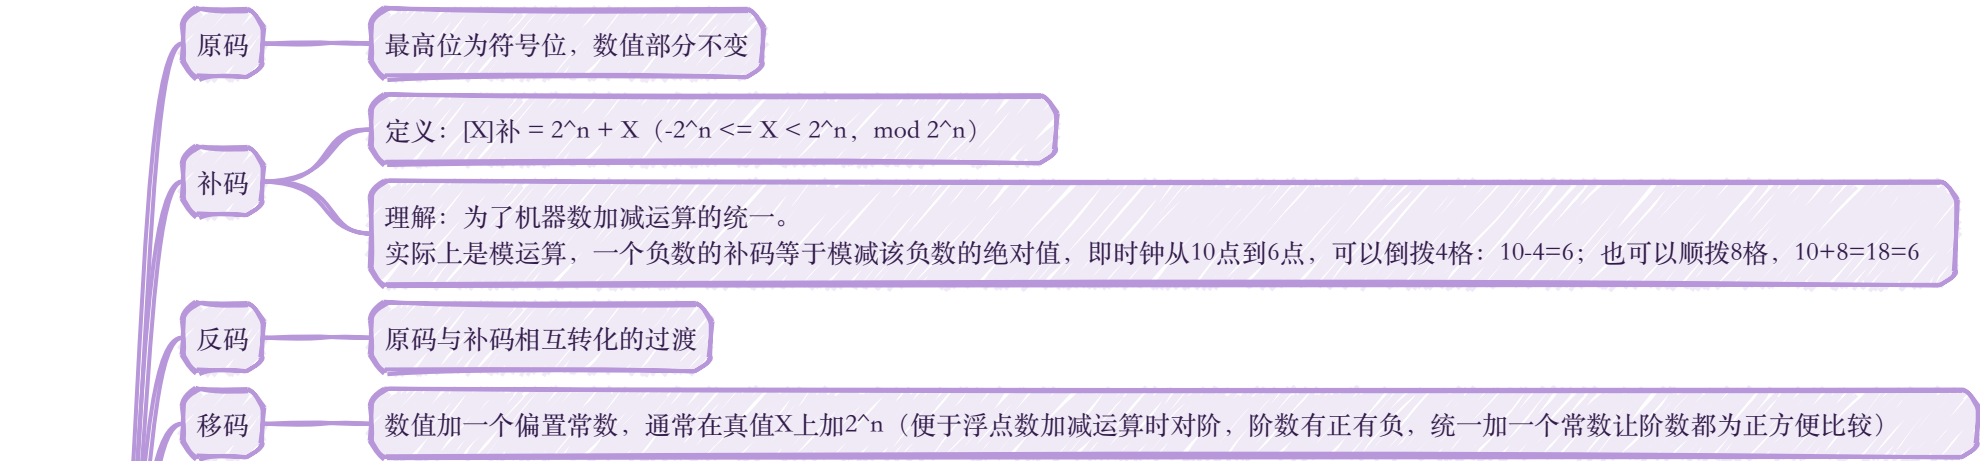 原码
最高位为符号位，数值部分不变
补码
定义：[X]补 = 2^n + X（-2^n <= X < 2^n，mod 2^n）
理解：为了机器数加减运算的统一。
实际上是模运算，一个负数的补码等于模减该负数的绝对值，即时钟从10点到6点，可以倒拨4格：10-4=6；也可以顺拨8格，10+8=18=6
反码
原码与补码相互转化的过渡
移码
数值加一个偏置常数，通常在真值X上加2^n（便于浮点数加减运算时对阶，阶数有正有负，统一加一个常数让阶数都为正方便比较）